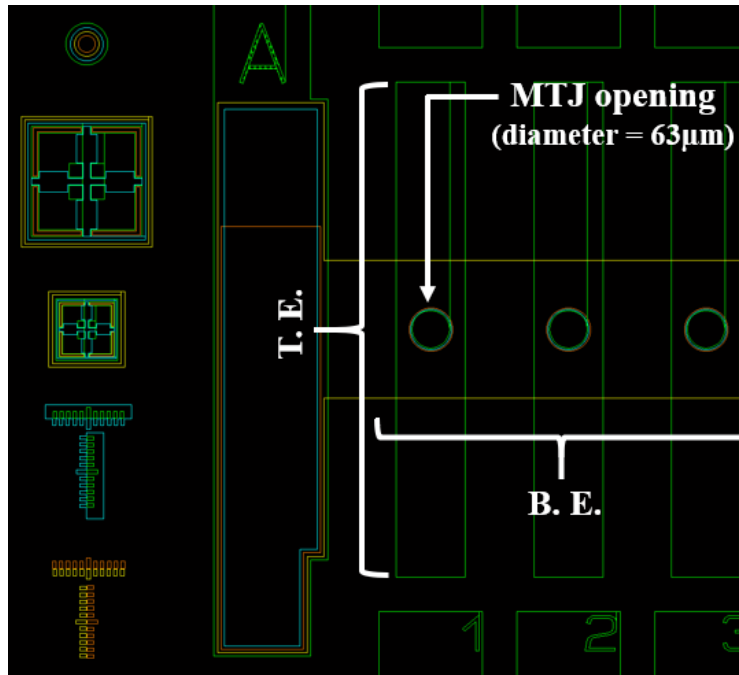 A
MTJ opening
(diameter = 63μm)
T. E.
B. E.
1
2
3